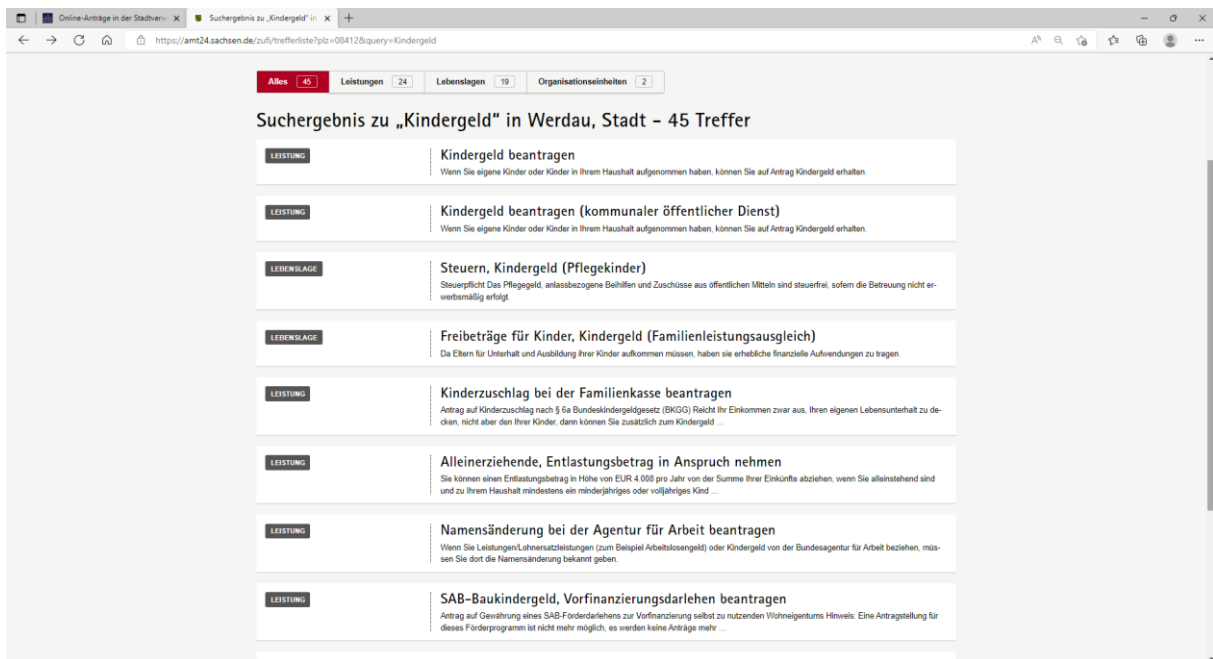 Online-Anträge in der Stadtverw
Suchergebnis zu „Kindergeld" in
https://amt24.sachsen.de/zufi/trefferliste?plz=08412&query=Kindergeld
Alles 45 Leistungen 24 Lebenslagen 19 Organisationseinheiten 2
Suchergebnis zu „Kindergeld“ in Werdau, Stadt – 45 Treffer
LEISTUNG
Kindergeld beantragen
Wenn Sie eigene Kinder oder Kinder in Ihrem Haushalt aufgenommen haben, können Sie auf Antrag Kindergeld erhalten.
LEISTUNG
Kindergeld beantragen (kommunaler öffentlicher Dienst)
Wenn Sie eigene Kinder oder Kinder in Ihrem Haushalt aufgenommen haben, können Sie auf Antrag Kindergeld erhalten.
LEBENSLAGE
Steuern, Kindergeld (Pflegekinder)
Steuerpflicht Das Pflegegeld, anlassbezogene Beihilfen und Zuschüsse aus öffentlichen Mitteln sind steuerfrei, sofern die Betreuung nicht er-
werbsmäßig erfolgt.
LEBENSLAGE
Freibeträge für Kinder, Kindergeld (Familienleistungsausgleich)
Da Eltern für Unterhalt und Ausbildung ihrer Kinder aufkommen müssen, haben sie erhebliche finanzielle Aufwendungen zu tragen.
LEISTUNG
Kinderzuschlag bei der Familienkasse beantragen
Antrag auf Kinderzuschlag nach § 6a Bundeskindergeldgesetz (BKGG) Reicht Ihr Einkommen zwar aus, Ihren eigenen Lebensunterhalt zu de-
cken, nicht aber den Ihrer Kinder, dann können Sie zusätzlich zum Kindergeld ...
LEISTUNG
Alleinerziehende, Entlastungsbetrag in Anspruch nehmen
Sie können einen Entlastungsbetrag in Höhe von EUR 4.008 pro Jahr von der Summe Ihrer Einkünfte abziehen, wenn Sie alleinstehend sind
und zu Ihrem Haushalt mindestens ein minderjähriges oder volljähriges Kind ...
LEISTUNG
Namensänderung bei der Agentur für Arbeit beantragen
Wenn Sie Leistungen/Lohnersatzleistungen (zum Beispiel Arbeitslosengeld) oder Kindergeld von der Bundesagentur für Arbeit beziehen, müs-
sen Sie dort die Namensänderung bekannt geben.
LEISTUNG
SAB-Baukindergeld, Vorfinanzierungsdarlehen beantragen
Antrag auf Gewährung eines SAB-Förderdarlehens zur Vorfinanzierung selbst zu nutzenden Wohneigentums Hinweis: Eine Antragstellung für
dieses Förderprogramm ist nicht mehr möglich, es werden keine Anträge mehr ...